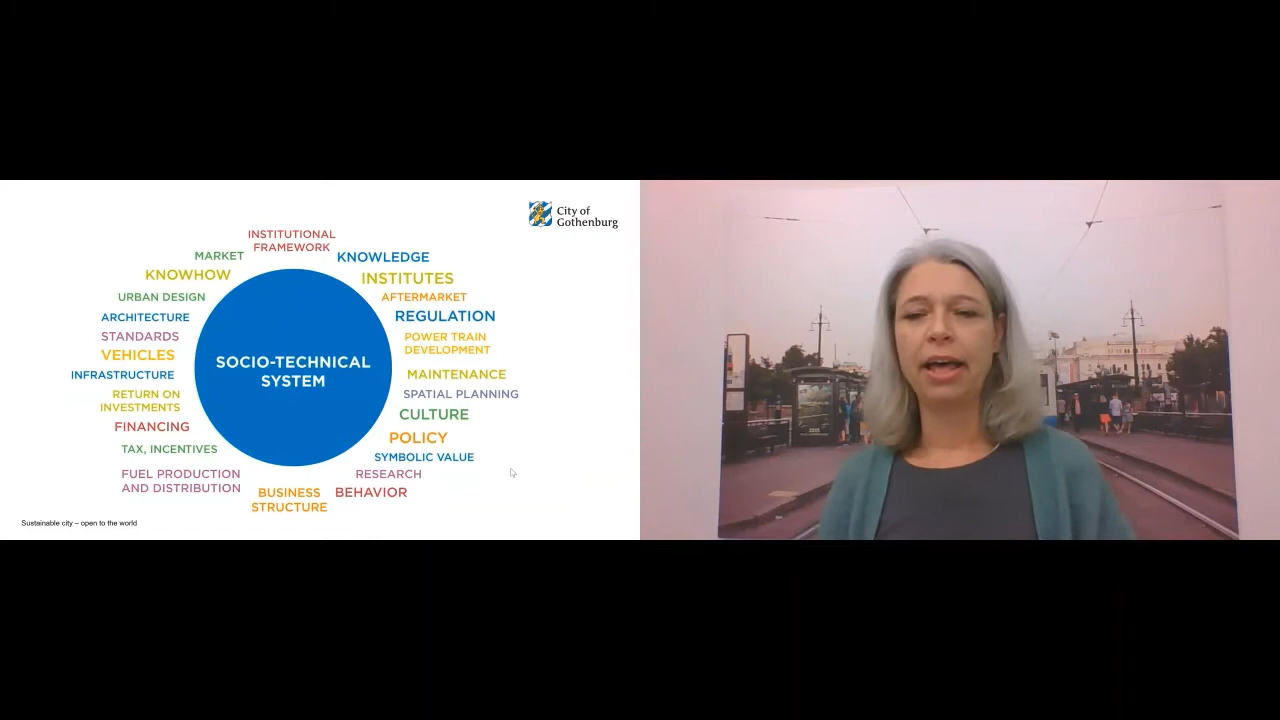 City of
Gothenburg
INSTITUTIONAL
FRAMEWORK
MARKET
KNOWLEDGE
KNOWHOW
INSTITUTES
URBAN DESIGN
AFTERMARKET
ARCHITECTURE
REGULATION
STANDARDS
POWER TRAIN
DEVELOPMENT
VEHICLES
SOCIO-TECHNICAL
SYSTEM
INFRASTRUCTURE
MAINTENANCE
RETURN ON
INVESTMENTS
SPATIAL PLANNING
FINANCING
CULTURE
TAX, INCENTIVES
POLICY
SYMBOLIC VALUE
FUEL PRODUCTION
AND DISTRIBUTION
RESEARCH
BUSINESS
STRUCTURE
BEHAVIOR
Sustainable city – open to the world